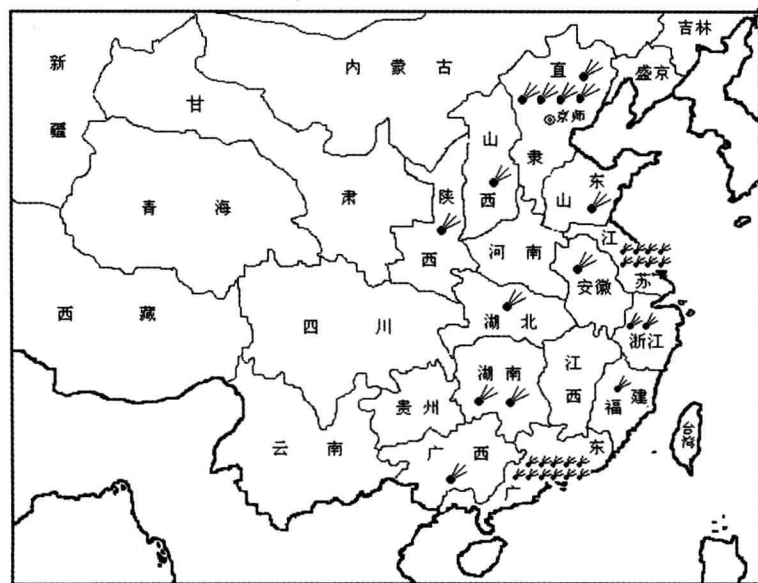 吉林
盛京
新疆
内蒙古
甘肃
直隶
京师
山西
山东
陕西
青海
河南
江苏
安徽
西藏
四川
湖北
浙江
湖南
江西
福建
贵州
云南
广西
广东
台湾